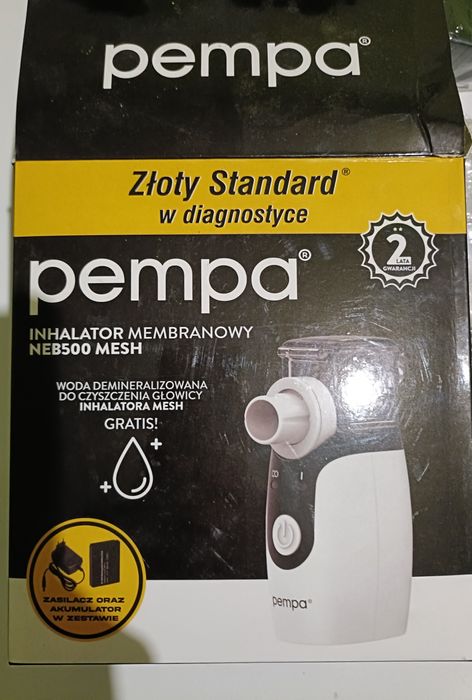 pempa®
Złoty Standard®
w diagnostyce
pempa®
2
LATA
GWARANCJI
INHALATOR MEMBRANOWY
NEB500 MESH
WODA DEMINERALIZOWANA
DO CZYSZCZENIA GŁOWICY
INHALATORA MESH
GRATIS!
ZASILACZ ORAZ
AKUMULATOR
W ZESTAWIE
pempa®